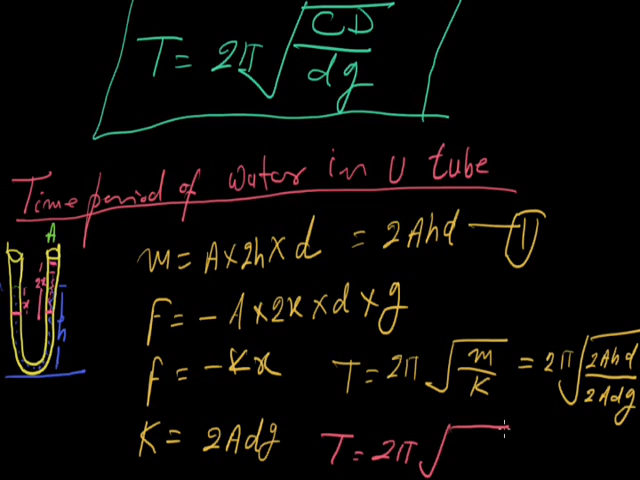 T = 2π √(CD/dg)
Time period of water in U tube
A
m = A×2h×d = 2Ahd — 1
F = -A×2x×d×g
x 2x h
F = -Kx T = 2π √(m/K) = 2π √(2Ahd/2Adg)
K = 2Adg T = 2π √